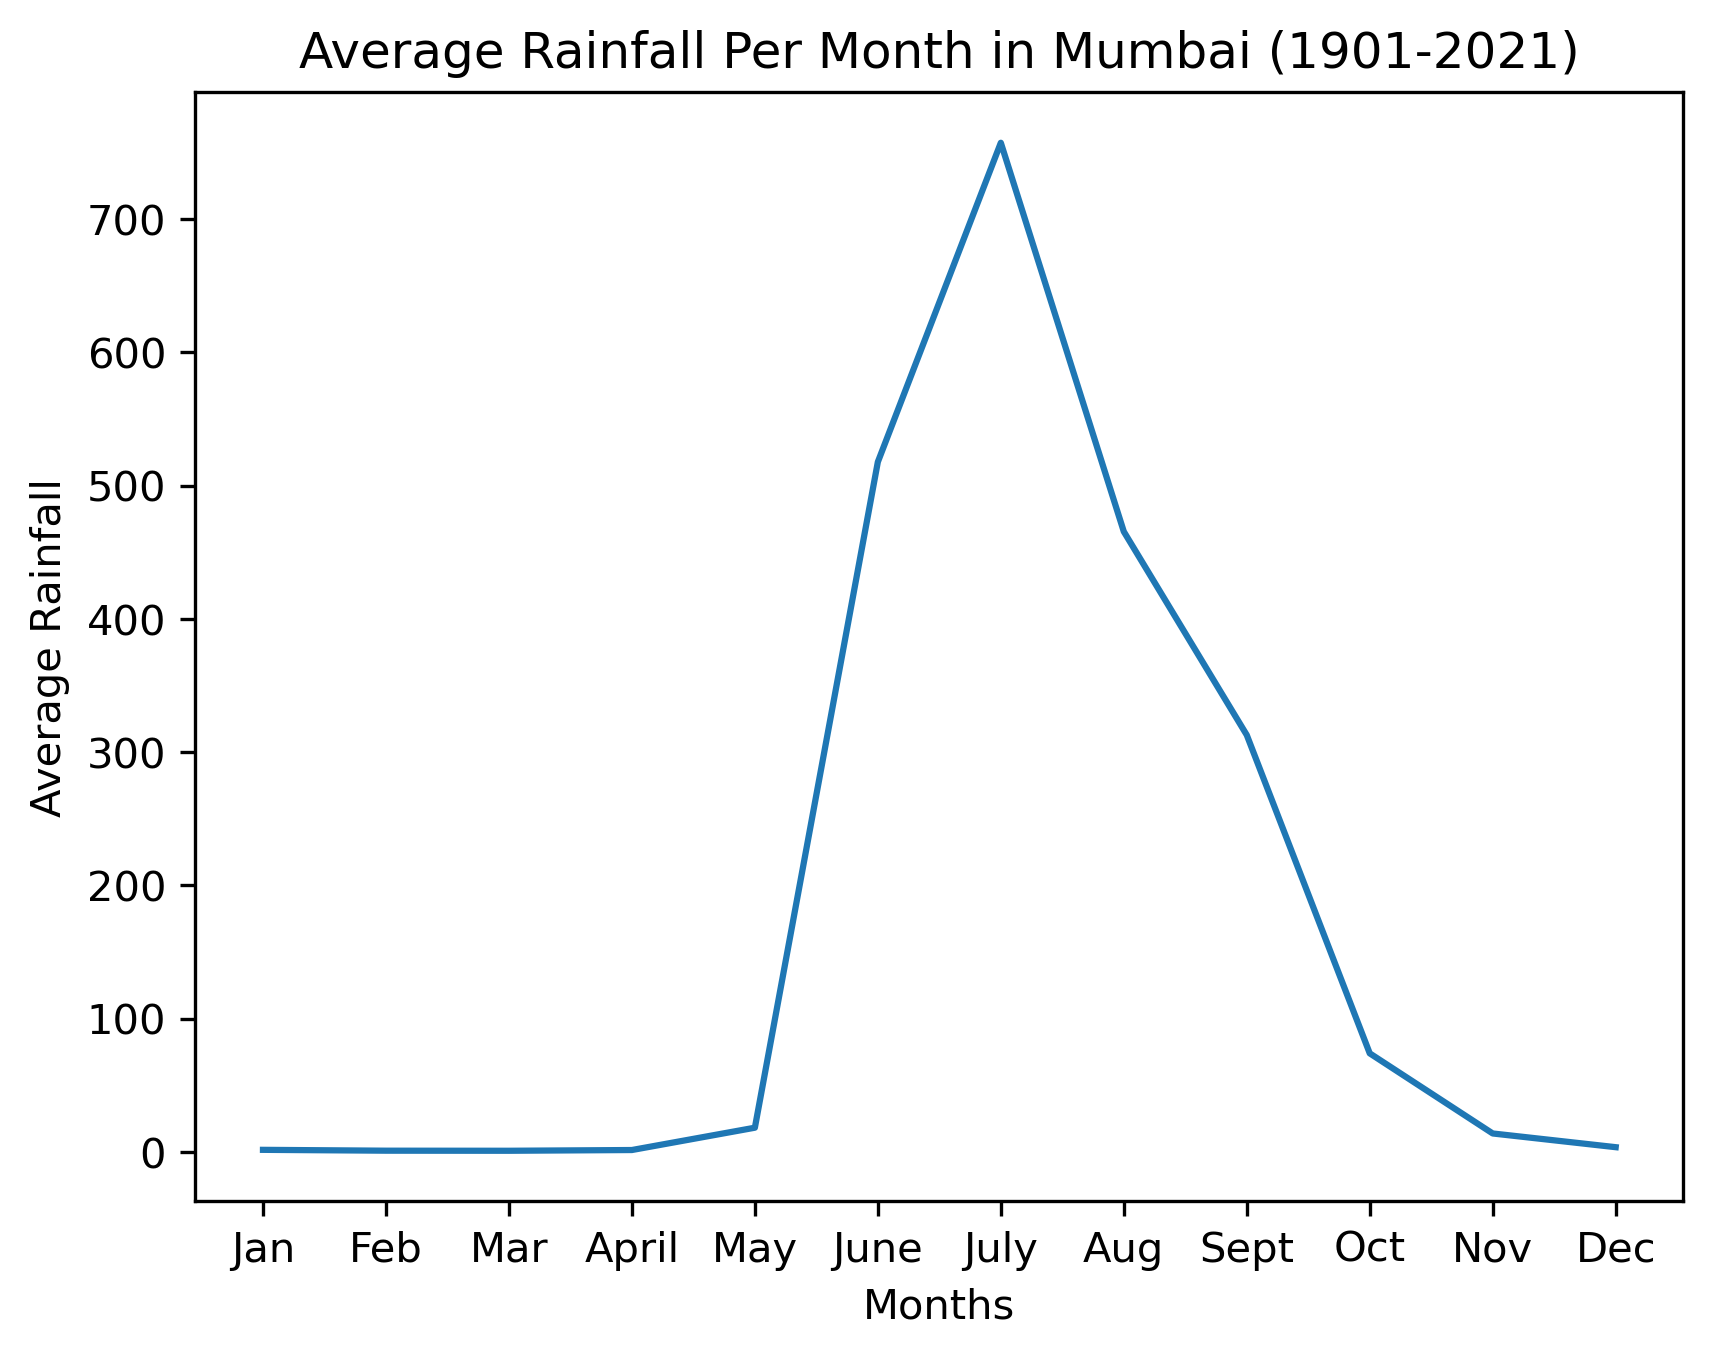 Average Rainfall Per Month in Mumbai (1901-2021)
700
600
500
400
300
200
100
0
Average Rainfall
Jan Feb Mar April May June July Aug Sept Oct Nov Dec
Months